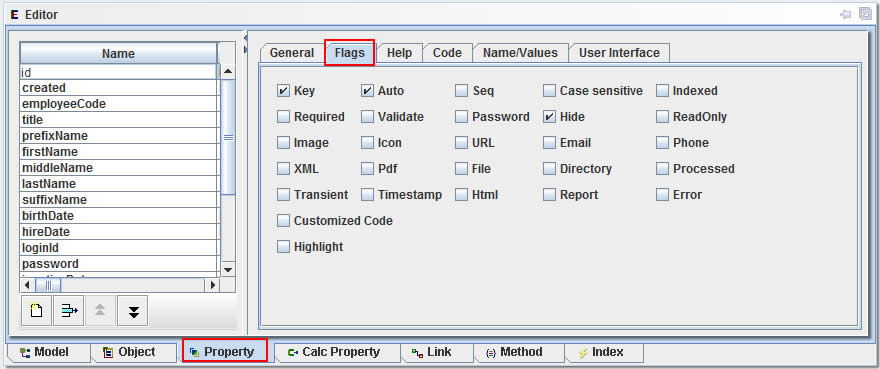 Editor
Name
id
created
employeeCode
title
prefixName
firstName
middleName
lastName
suffixName
birthDate
hireDate
loginId
password
General Flags Help Code Name/Values User Interface
Key Auto Seq Case sensitive Indexed
Required Validate Password Hide ReadOnly
Image Icon URL Email Phone
XML Pdf File Directory Processed
Transient Timestamp Html Report Error
Customized Code
Highlight
Model Object Property Calc Property Link Method Index